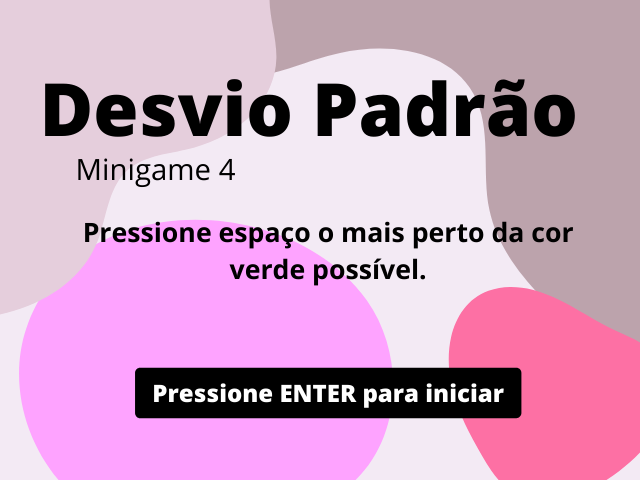 Desvio Padrão
Minigame 4
Pressione espaço o mais perto da cor
verde possível.
Pressione ENTER para iniciar